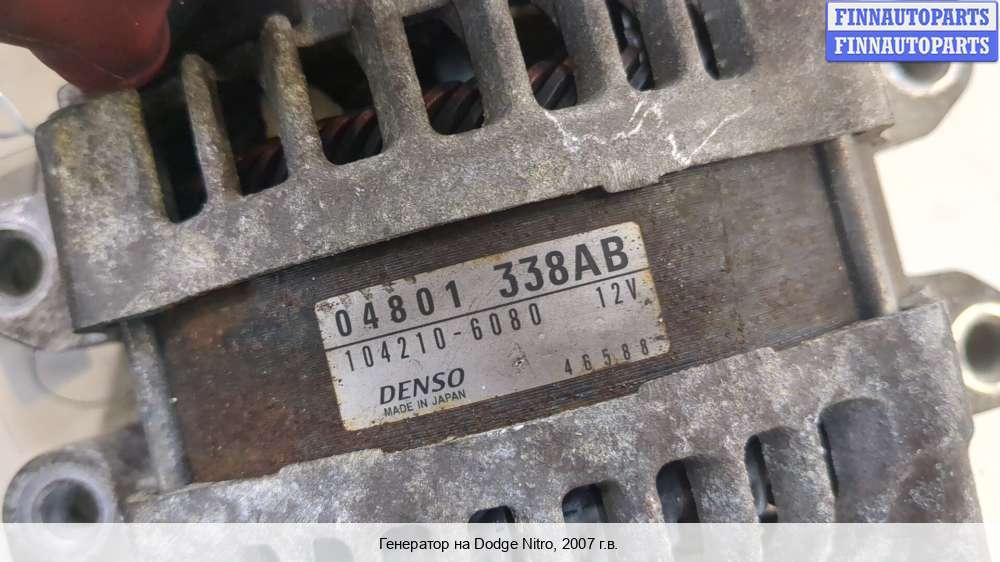 FINNAUTOPARTS
FINNAUTOPARTS
04801 338AB
104210-6080 12V
DENSO 46588
MADE IN JAPAN
Генератор на Dodge Nitro, 2007 г.в.